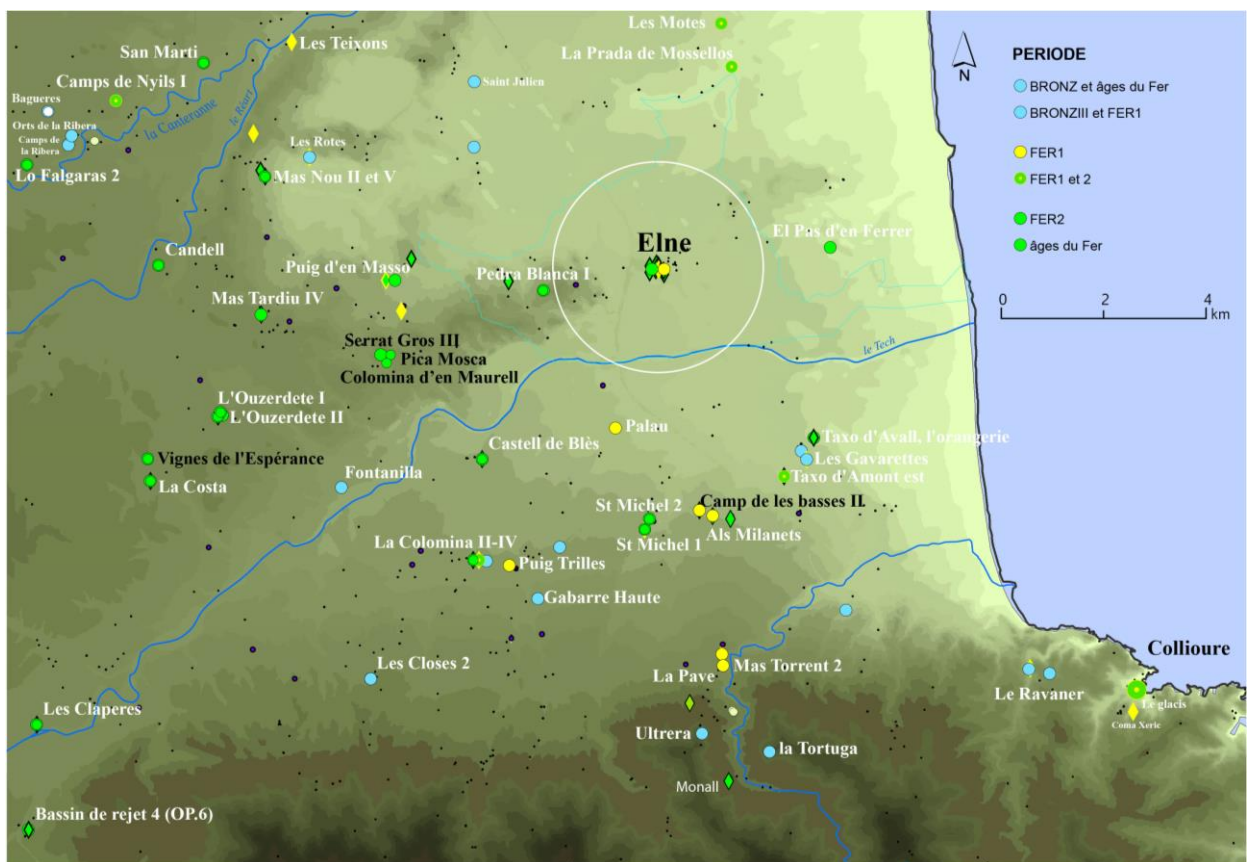 Les Motes
San Marti
Les Teixons
La Prada de Mossellos
Camps de Nyils I
Saint Julien
Bagueres
la Canteranne
le Réart
Orts de la Ribera
Camps de
la Ribera
Les Rotes
Lo Falgaras 2
Mas Nou II et V
Elne
El Pas d'en Ferrer
Candell
Puig d'en Masso
Pedra Blanca I
Mas Tardiu IV
Serrat Gros III
Pica Mosca
Colomina d'en Maurell
le Tech
L'Ouzerdete I
L'Ouzerdete II
Palau
Taxo d'Avall, l'orangerie
Castell de Blès
Les Gavarettes
Vignes de l'Espérance
La Costa
Fontanilla
Taxo d'Amont est
Camp de les basses II
St Michel 2
Als Milanets
St Michel 1
La Colomina II-IV
Puig Trilles
Gabarre Haute
Collioure
Les Closes 2
Mas Torrent 2
La Pave
Le Ravaner
Le glacis
Coma Xeric
Les Claperes
Ultrera
la Tortuga
Monall
Bassin de rejet 4 (OP.6)
N
PERIODE
BRONZ et âges du Fer
BRONZIII et FER1
FER1
FER1 et 2
FER2
âges du Fer
0 2 4
km